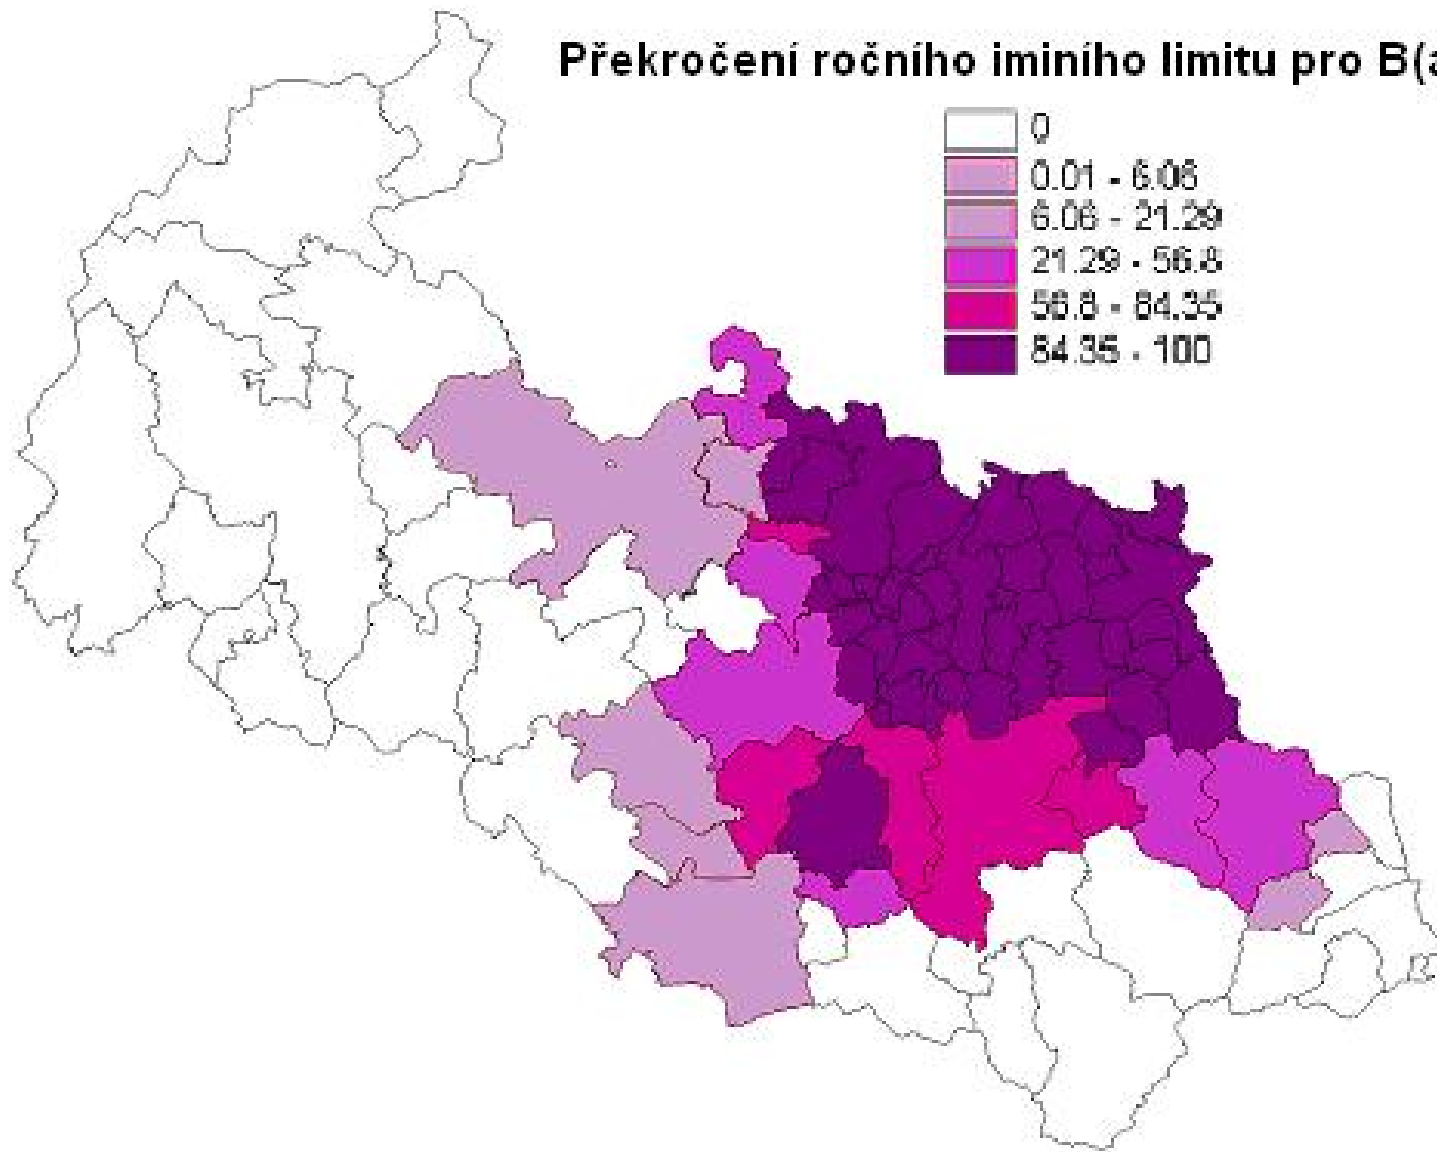 Překročení ročního iminího limitu pro B(a
0
0.01 - 6.06
6.06 - 21.29
21.29 - 56.8
56.8 - 84.35
84.35 - 100